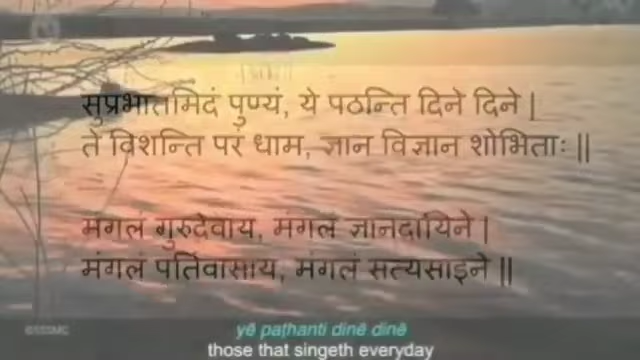 सुप्रभातमिदं पुण्यं, ये पठन्ति दिने दिने |
ते विशन्ति परं धाम, ज्ञान विज्ञान शोभिताः ||
मंगलं गुरुदेवाय, मंगलं ज्ञानदायिने |
मंगलं पर्तिवासाय, मंगलं सत्यसाइने ||
©SSSMC
yē paṭhanti dinē dinē
those that singeth everyday